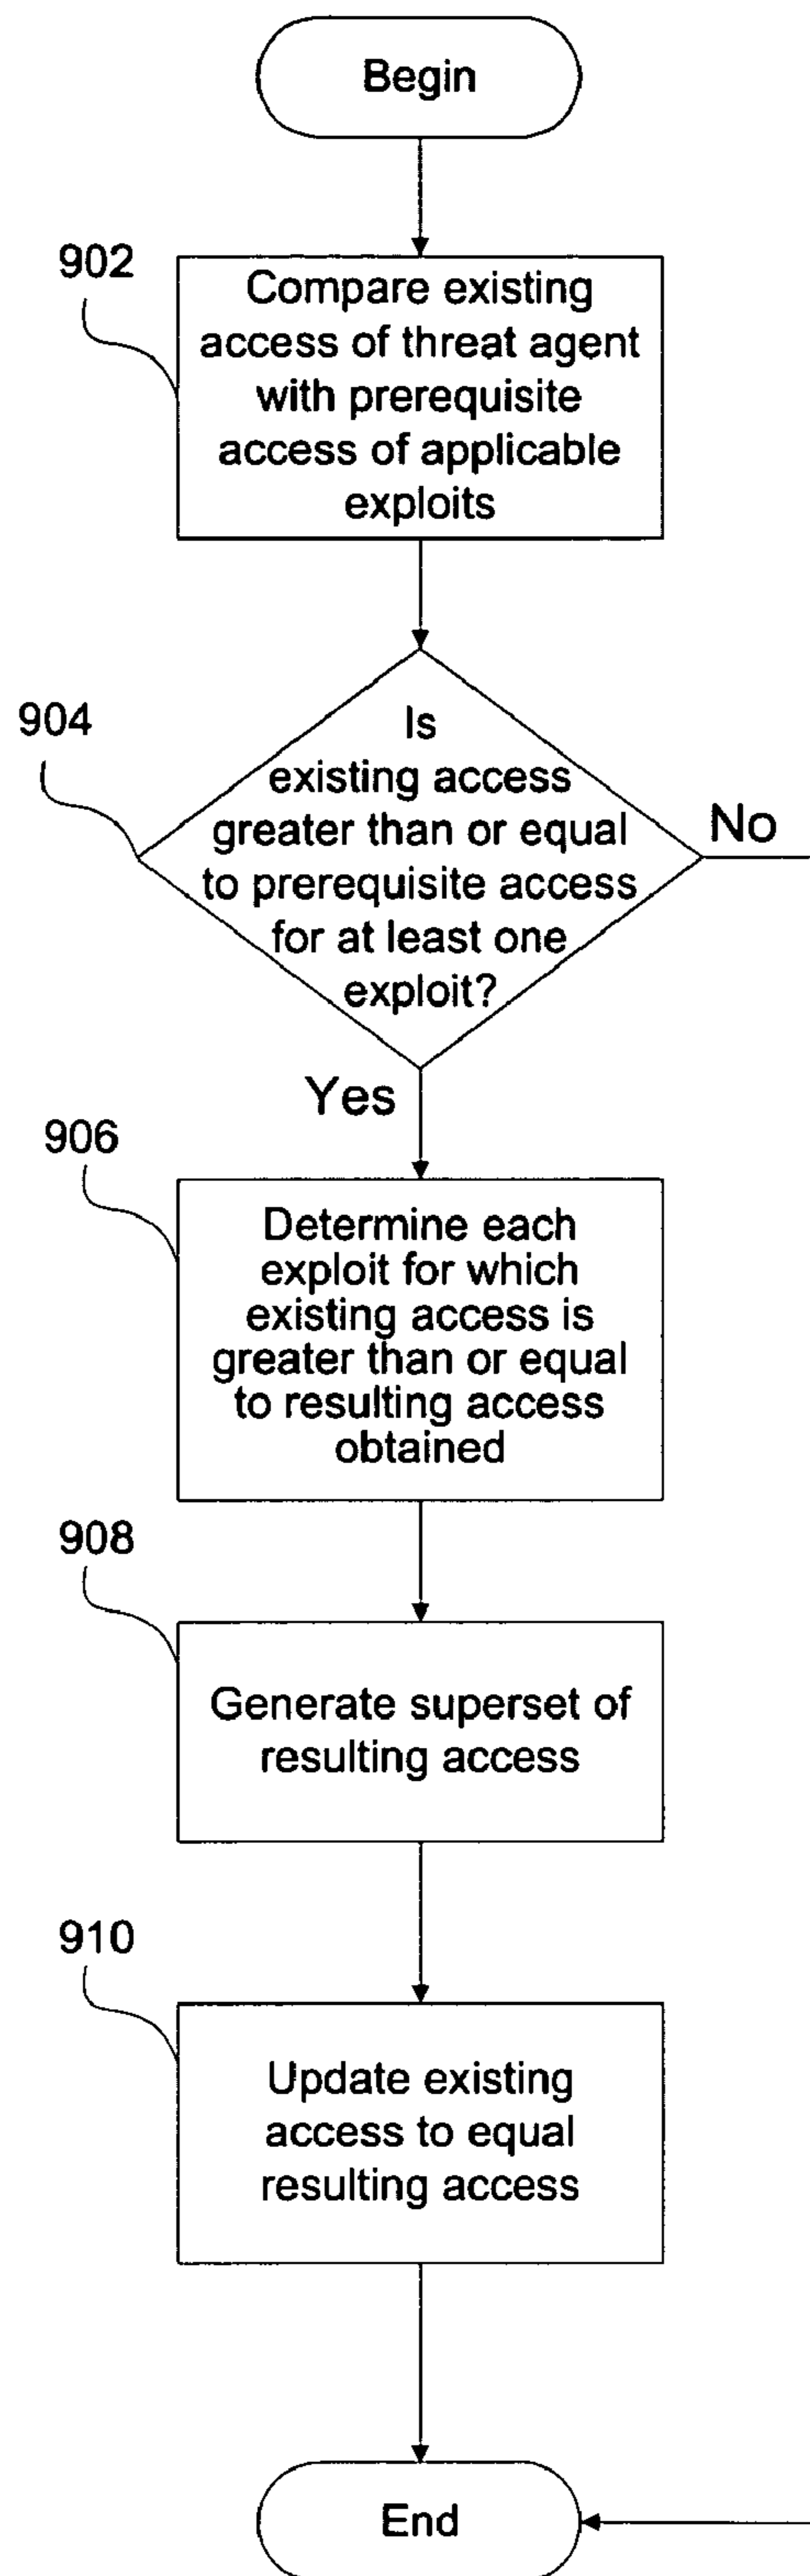 Begin
902
Compare existing
access of threat agent
with prerequisite
access of applicable
exploits
904
Is
existing access
greater than or equal
to prerequisite access
for at least one
exploit?
No
Yes
906
Determine each
exploit for which
existing access is
greater than or equal
to resulting access
obtained
908
Generate superset of
resulting access
910
Update existing
access to equal
resulting access
End